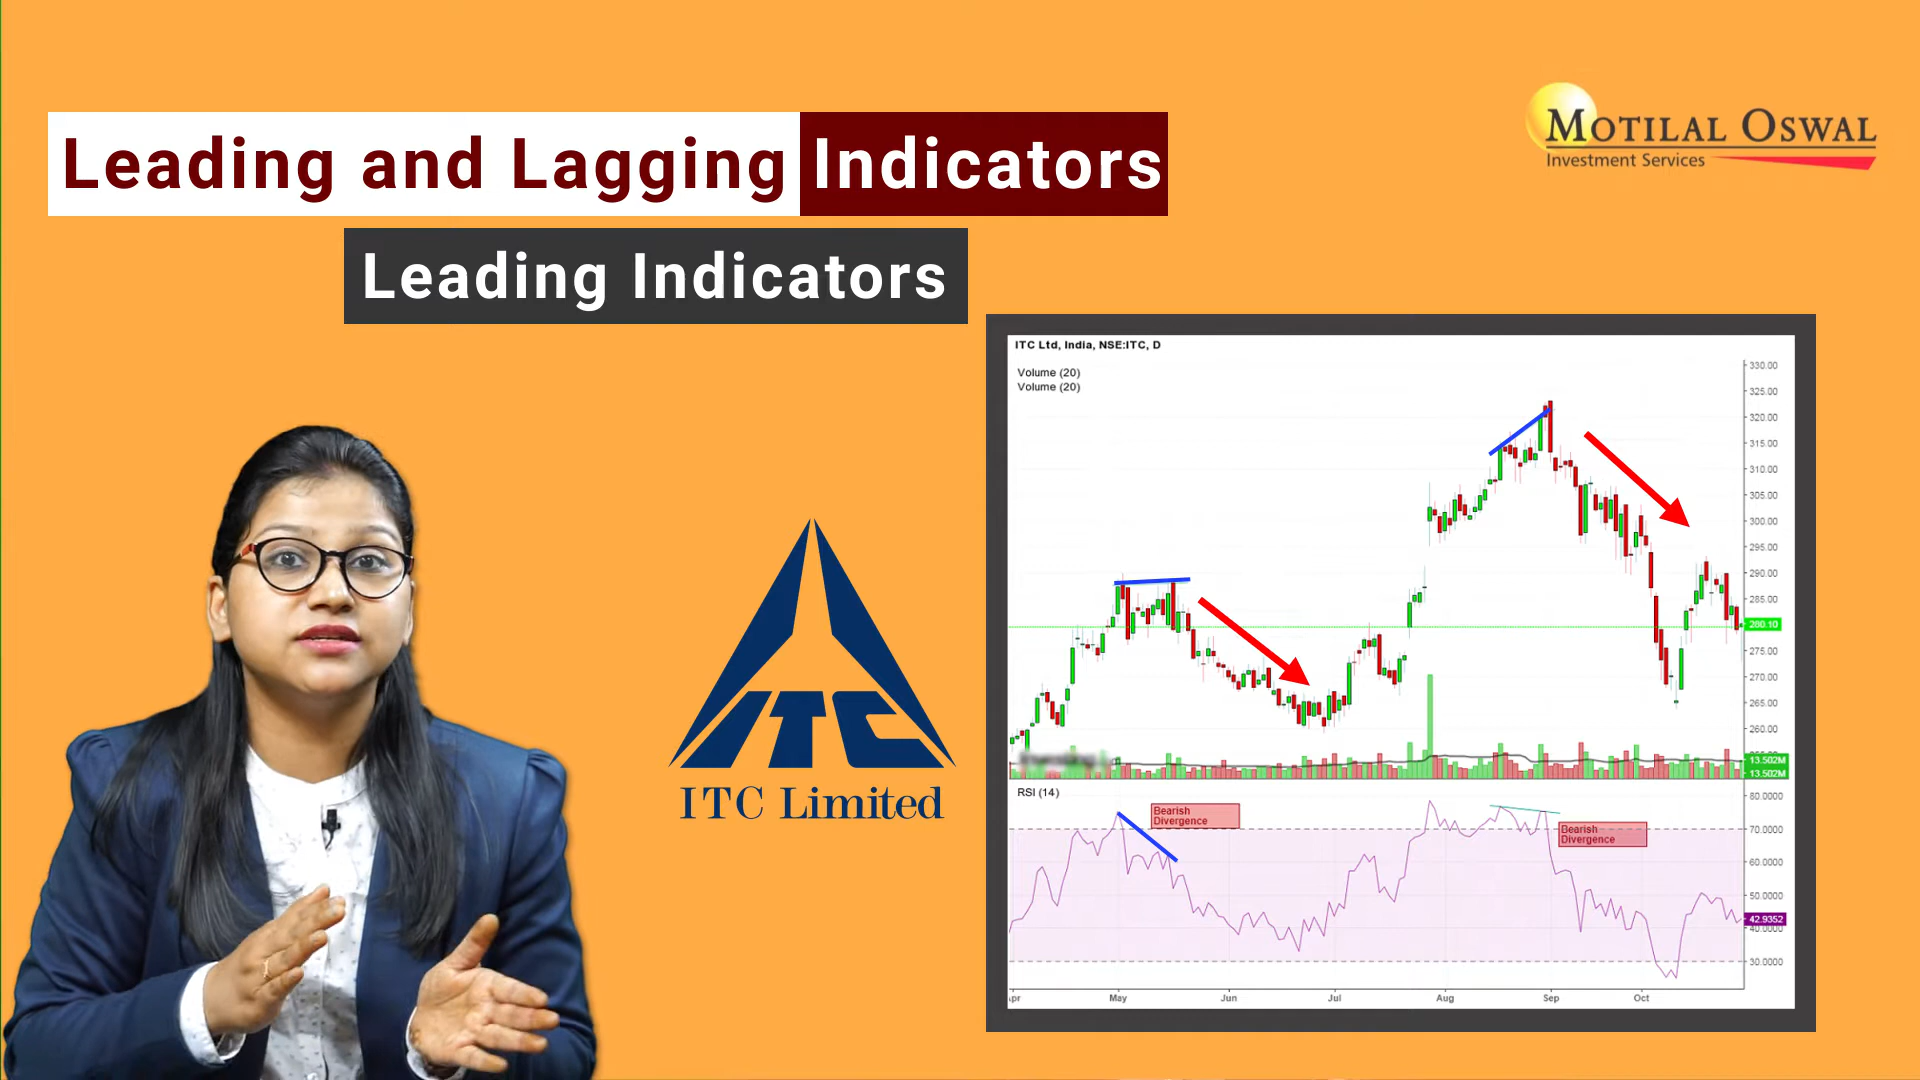 Leading and Lagging Indicators
Leading Indicators
MOTILAL OSWAL
Investment Services
ITC
ITC Limited
ITC Ltd, India, NSE:ITC, D
Volume (20)
Volume (20)
330.00
325.00
320.00
315.00
310.00
305.00
300.00
295.00
290.00
285.00
280.10
275.00
270.00
265.00
260.00
13.502M
13.502M
RSI (14)
80.0000
Bearish
Divergence
Bearish
Divergence
70.0000
60.0000
50.0000
42.9352
40.0000
30.0000
May Jun Jul Aug Sep Oct